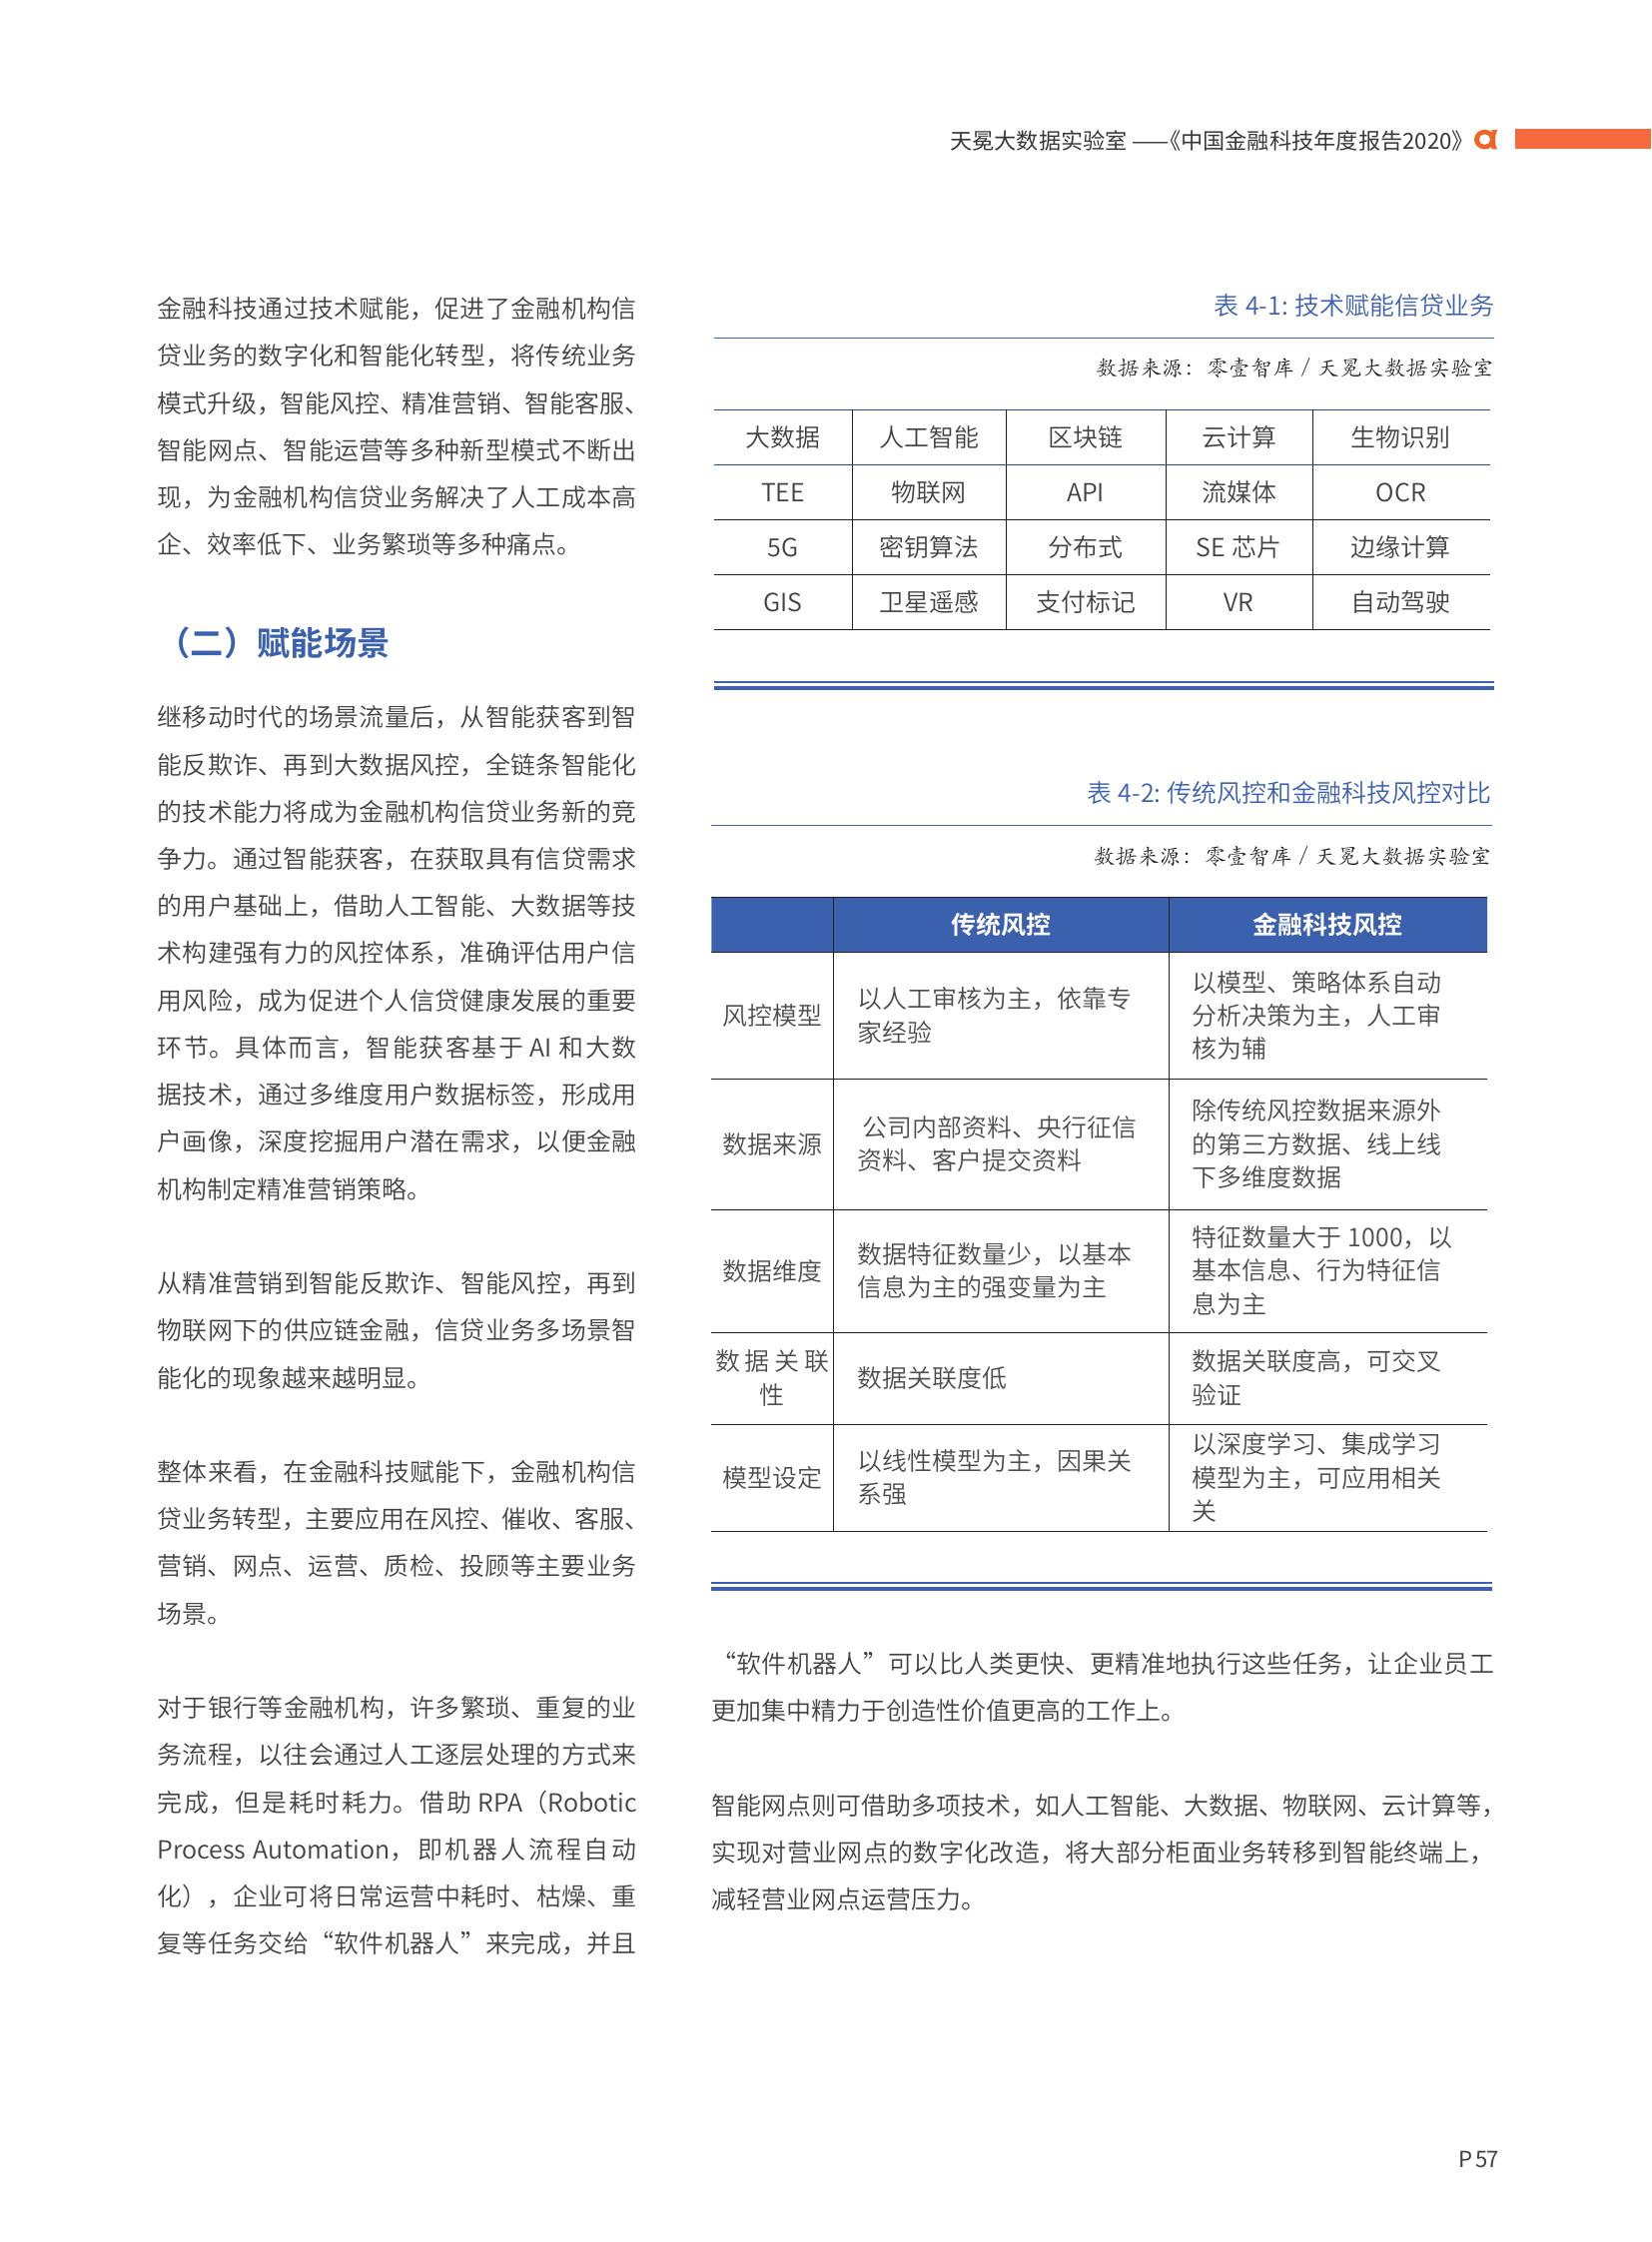 天冕大数据实验室 ——《中国金融科技年度报告2020》
金融科技通过技术赋能，促进了金融机构信
贷业务的数字化和智能化转型，将传统业务
模式升级，智能风控、精准营销、智能客服、
智能网点、智能运营等多种新型模式不断出
现，为金融机构信贷业务解决了人工成本高
企、效率低下、业务繁琐等多种痛点。
（二）赋能场景
继移动时代的场景流量后，从智能获客到智
能反欺诈、再到大数据风控，全链条智能化
的技术能力将成为金融机构信贷业务新的竞
争力。通过智能获客，在获取具有信贷需求
的用户基础上，借助人工智能、大数据等技
术构建强有力的风控体系，准确评估用户信
用风险，成为促进个人信贷健康发展的重要
环节。具体而言，智能获客基于 AI 和大数
据技术，通过多维度用户数据标签，形成用
户画像，深度挖掘用户潜在需求，以便金融
机构制定精准营销策略。
从精准营销到智能反欺诈、智能风控，再到
物联网下的供应链金融，信贷业务多场景智
能化的现象越来越明显。
整体来看，在金融科技赋能下，金融机构信
贷业务转型，主要应用在风控、催收、客服、
营销、网点、运营、质检、投顾等主要业务
场景。
对于银行等金融机构，许多繁琐、重复的业
务流程，以往会通过人工逐层处理的方式来
完成，但是耗时耗力。借助 RPA（Robotic
Process Automation，即机器人流程自动
化），企业可将日常运营中耗时、枯燥、重
复等任务交给“软件机器人”来完成，并且
表 4-1: 技术赋能信贷业务
数据来源：零壹智库 / 天冕大数据实验室
大数据 人工智能 区块链 云计算 生物识别
TEE 物联网 API 流媒体 OCR
5G 密钥算法 分布式 SE 芯片 边缘计算
GIS 卫星遥感 支付标记 VR 自动驾驶
表 4-2: 传统风控和金融科技风控对比
数据来源：零壹智库 / 天冕大数据实验室
传统风控 金融科技风控
风控模型
以人工审核为主，依靠专
家经验
以模型、策略体系自动
分析决策为主，人工审
核为辅
数据来源
公司内部资料、央行征信
资料、客户提交资料
除传统风控数据来源外
的第三方数据、线上线
下多维度数据
数据维度
数据特征数量少，以基本
信息为主的强变量为主
特征数量大于 1000，以
基本信息、行为特征信
息为主
数据关联
性
数据关联度低
数据关联度高，可交叉
验证
模型设定
以线性模型为主，因果关
系强
以深度学习、集成学习
模型为主，可应用相关
关
“软件机器人”可以比人类更快、更精准地执行这些任务，让企业员工
更加集中精力于创造性价值更高的工作上。
智能网点则可借助多项技术，如人工智能、大数据、物联网、云计算等，
实现对营业网点的数字化改造，将大部分柜面业务转移到智能终端上，
减轻营业网点运营压力。
P 57